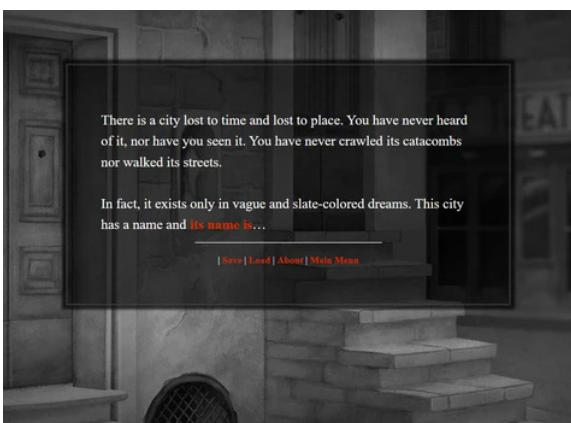 There is a city lost to time and lost to place. You have never heard
of it, nor have you seen it. You have never crawled its catacombs
nor walked its streets.
In fact, it exists only in vague and slate-colored dreams. This city
has a name and its name is...
| Save | Load | About | Main Menu
EAT